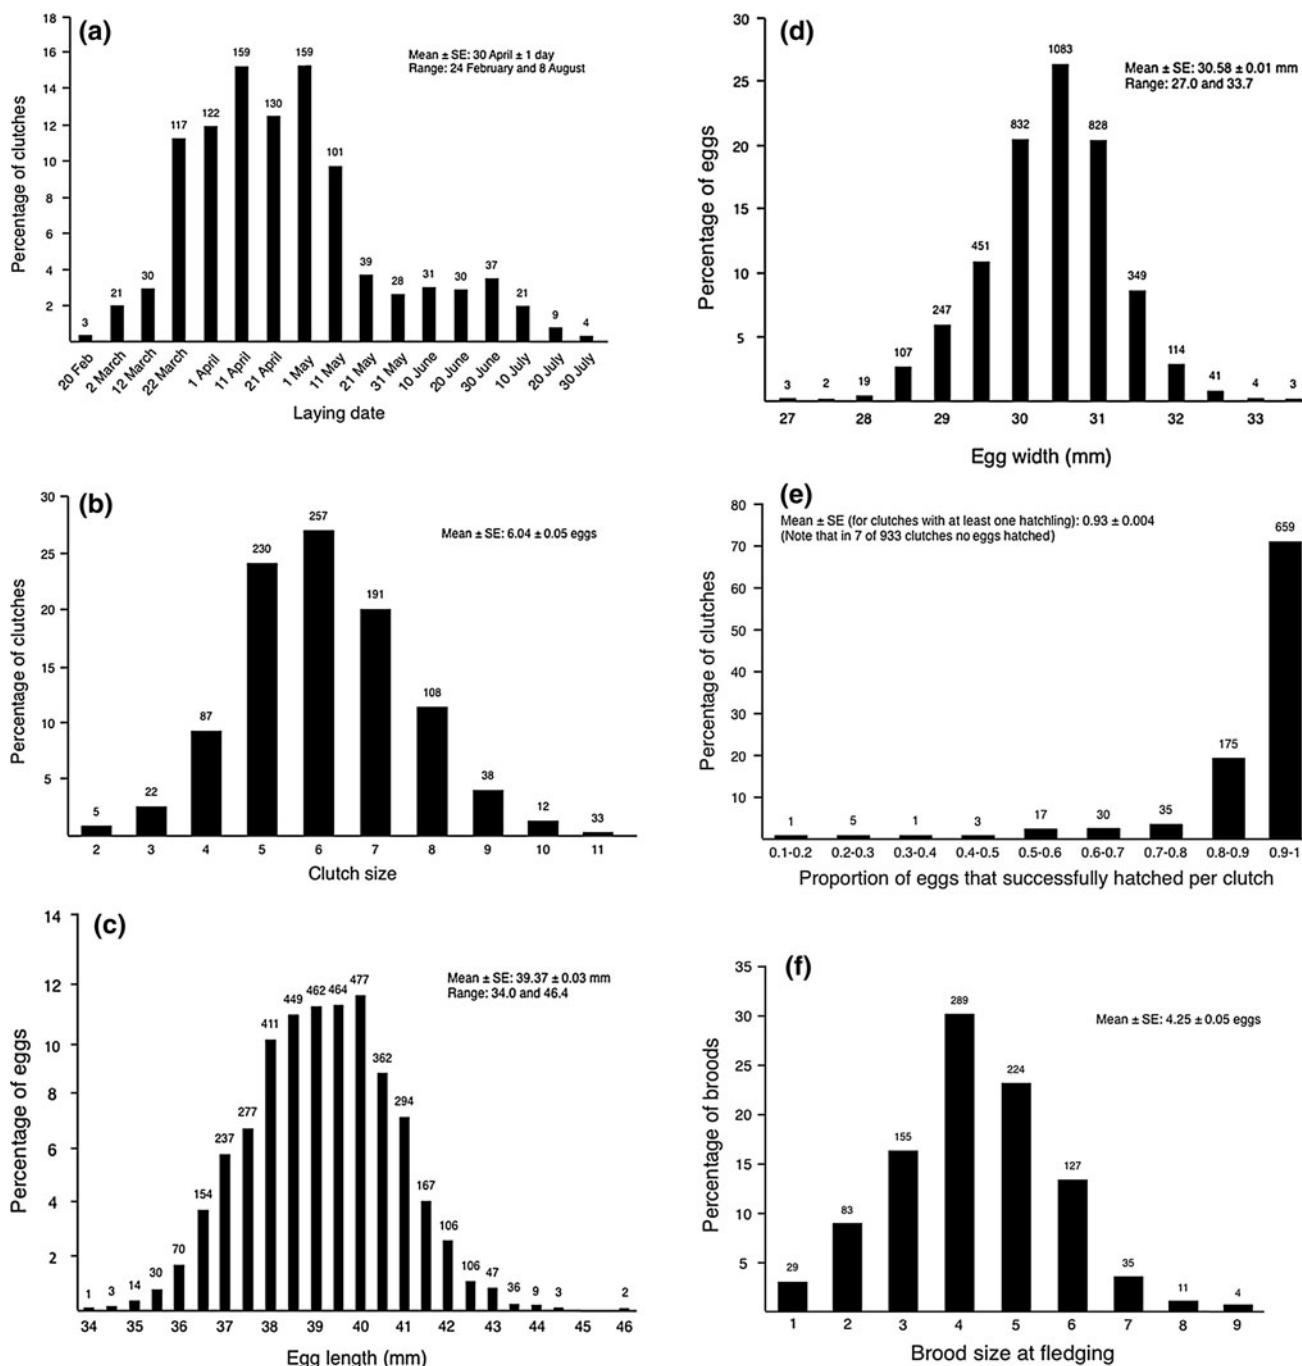 (a)
Mean ± SE: 30 April ± 1 day
Range: 24 February and 8 August
Percentage of clutches
18
16
14
12
10
8
6
4
2
3
21
30
117
122
159
130
159
101
39
28
31
30
37
21
9
4
20 Feb
2 March
12 March
22 March
1 April
11 April
21 April
1 May
11 May
21 May
31 May
10 June
20 June
30 June
10 July
20 July
30 July
Laying date
(b)
Mean ± SE: 6.04 ± 0.05 eggs
Percentage of clutches
30
25
20
15
10
5
5
22
87
230
257
191
108
38
12
33
2 3 4 5 6 7 8 9 10 11
Clutch size
(c)
Mean ± SE: 39.37 ± 0.03 mm
Range: 34.0 and 46.4
Percentage of eggs
14
12
10
8
6
4
2
1
3
14
30
70
154
237
277
411
449
462
464
477
362
294
167
106
106
47
36
9
3
2
34 35 36 37 38 39 40 41 42 43 44 45 46
Egg length (mm)
(d)
Mean ± SE: 30.58 ± 0.01 mm
Range: 27.0 and 33.7
Percentage of eggs
30
25
20
15
10
5
3
2
19
107
247
451
832
1083
828
349
114
41
4
3
27 28 29 30 31 32 33
Egg width (mm)
(e)
Mean ± SE (for clutches with at least one hatchling): 0.93 ± 0.004
(Note that in 7 of 933 clutches no eggs hatched)
Percentage of clutches
80
70
60
50
40
30
20
10
1
5
1
3
17
30
35
175
659
0.1-0.2 0.2-0.3 0.3-0.4 0.4-0.5 0.5-0.6 0.6-0.7 0.7-0.8 0.8-0.9 0.9-1
Proportion of eggs that successfully hatched per clutch
(f)
Mean ± SE: 4.25 ± 0.05 eggs
Percentage of broods
35
30
25
20
15
10
5
29
83
155
289
224
127
35
11
4
1 2 3 4 5 6 7 8 9
Brood size at fledging